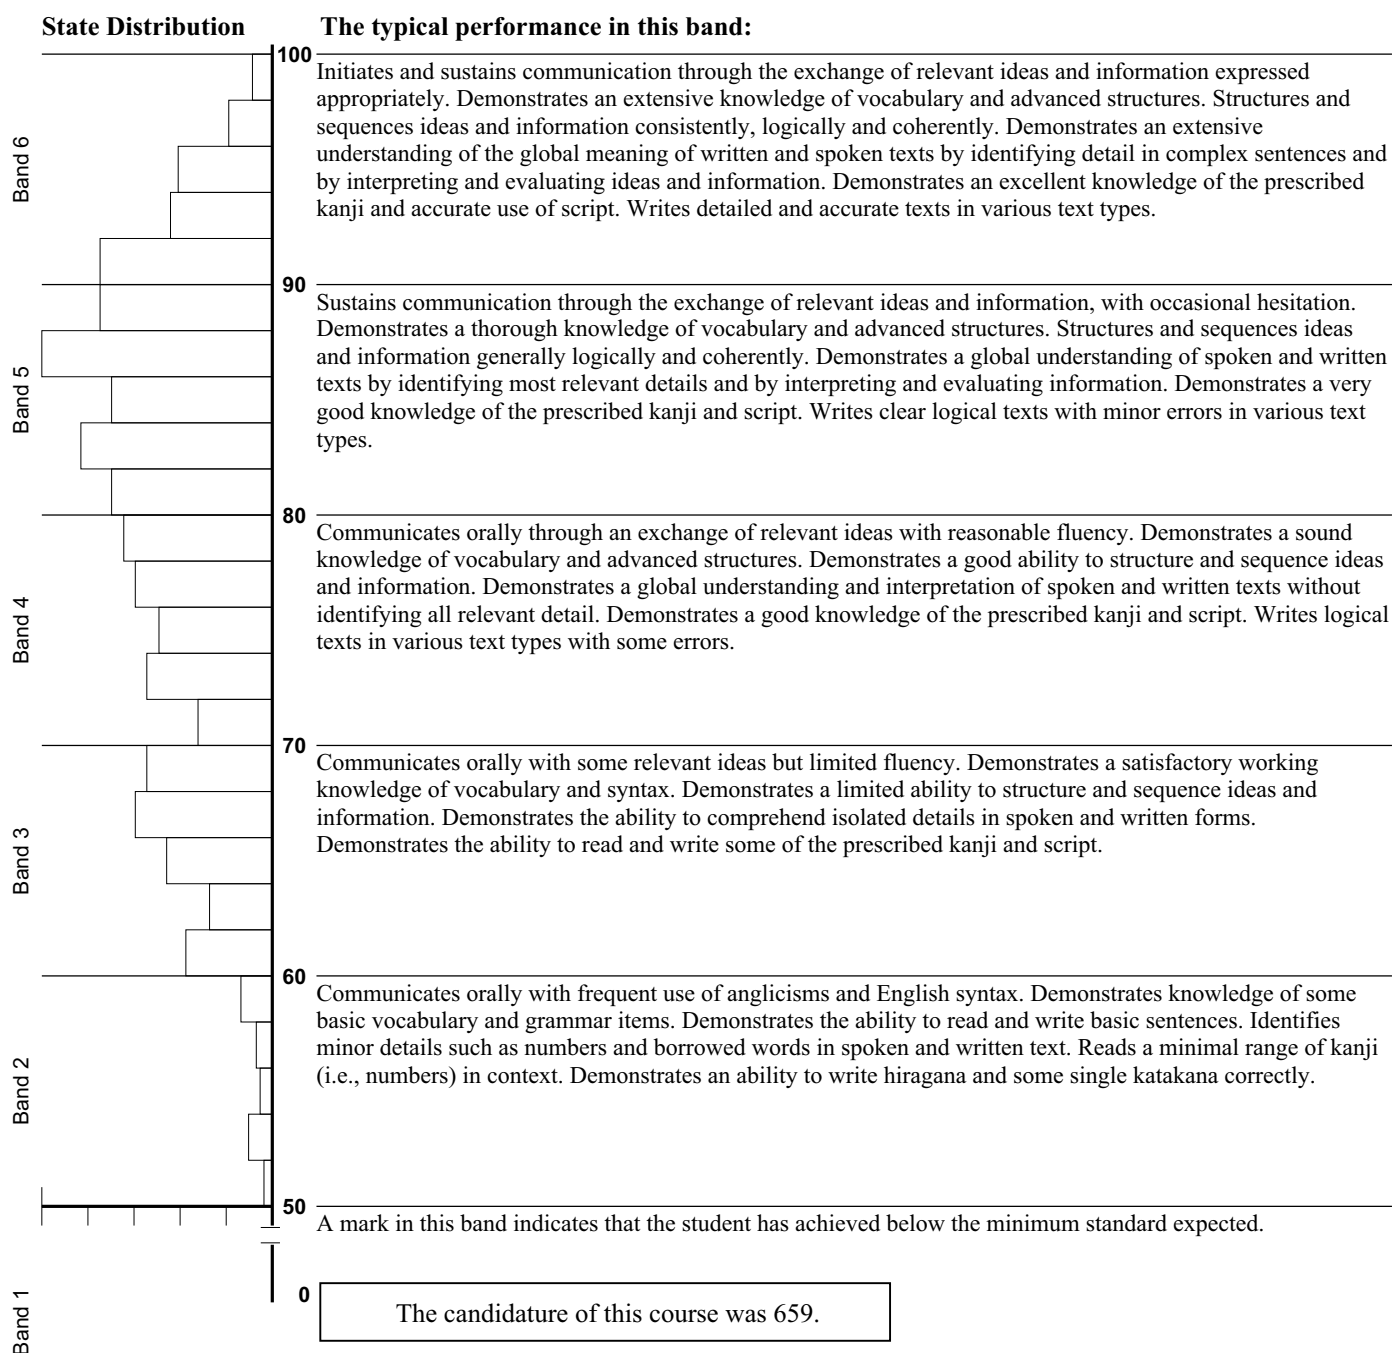 State Distribution
The typical performance in this band:
100
Band 6
Initiates and sustains communication through the exchange of relevant ideas and information expressed
appropriately. Demonstrates an extensive knowledge of vocabulary and advanced structures. Structures and
sequences ideas and information consistently, logically and coherently. Demonstrates an extensive
understanding of the global meaning of written and spoken texts by identifying detail in complex sentences and
by interpreting and evaluating ideas and information. Demonstrates an excellent knowledge of the prescribed
kanji and accurate use of script. Writes detailed and accurate texts in various text types.
90
Band 5
Sustains communication through the exchange of relevant ideas and information, with occasional hesitation.
Demonstrates a thorough knowledge of vocabulary and advanced structures. Structures and sequences ideas
and information generally logically and coherently. Demonstrates a global understanding of spoken and written
texts by identifying most relevant details and by interpreting and evaluating information. Demonstrates a very
good knowledge of the prescribed kanji and script. Writes clear logical texts with minor errors in various text
types.
80
Band 4
Communicates orally through an exchange of relevant ideas with reasonable fluency. Demonstrates a sound
knowledge of vocabulary and advanced structures. Demonstrates a good ability to structure and sequence ideas
and information. Demonstrates a global understanding and interpretation of spoken and written texts without
identifying all relevant detail. Demonstrates a good knowledge of the prescribed kanji and script. Writes logical
texts in various text types with some errors.
70
Band 3
Communicates orally with some relevant ideas but limited fluency. Demonstrates a satisfactory working
knowledge of vocabulary and syntax. Demonstrates a limited ability to structure and sequence ideas and
information. Demonstrates the ability to comprehend isolated details in spoken and written forms.
Demonstrates the ability to read and write some of the prescribed kanji and script.
60
Band 2
Communicates orally with frequent use of anglicisms and English syntax. Demonstrates knowledge of some
basic vocabulary and grammar items. Demonstrates the ability to read and write basic sentences. Identifies
minor details such as numbers and borrowed words in spoken and written text. Reads a minimal range of kanji
(i.e., numbers) in context. Demonstrates an ability to write hiragana and some single katakana correctly.
50
A mark in this band indicates that the student has achieved below the minimum standard expected.
Band 1
0
The candidature of this course was 659.